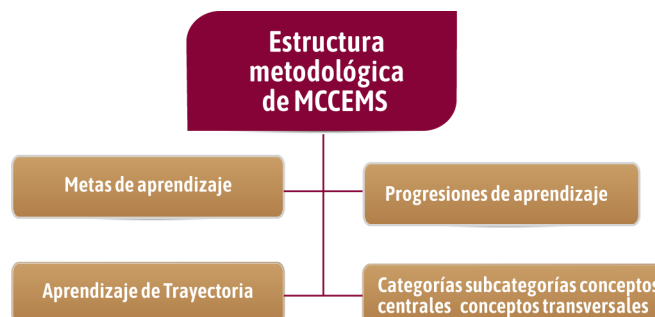 Estructura
metodológica
de MCCEMS
Metas de aprendizaje
Progresiones de aprendizaje
Aprendizaje de Trayectoria
Categorías subcategorías conceptos
centrales conceptos transversales